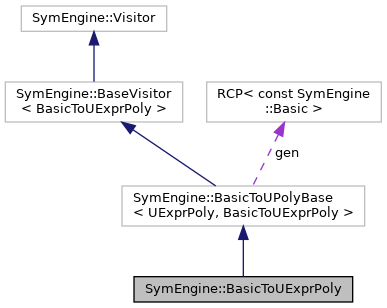 SymEngine::Visitor
SymEngine::BaseVisitor
< BasicToUExprPoly >
RCP< const SymEngine
::Basic >
gen
SymEngine::BasicToUPolyBase
< UExprPoly, BasicToUExprPoly >
SymEngine::BasicToUExprPoly